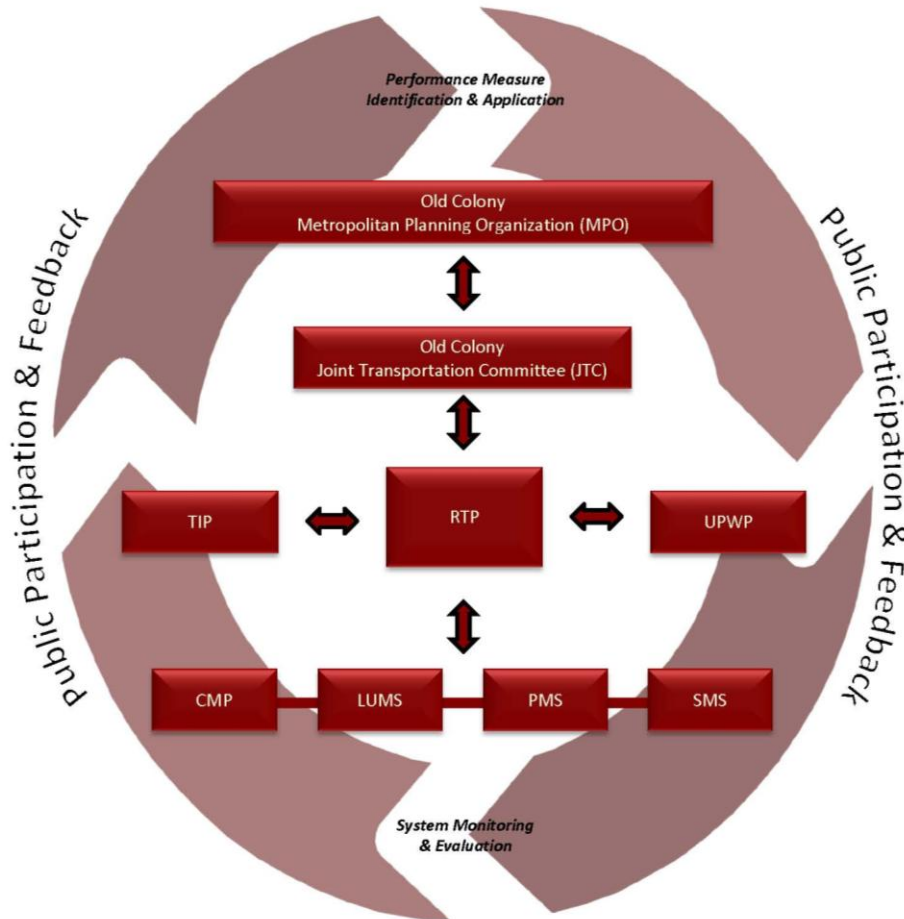 Performance Measure
Identification & Application
Old Colony
Metropolitan Planning Organization (MPO)
Public Participation & Feedback
Public Participation & Feedback
Old Colony
Joint Transportation Committee (JTC)
TIP
RTP
UPWP
CMP
LUMS
PMS
SMS
System Monitoring
& Evaluation